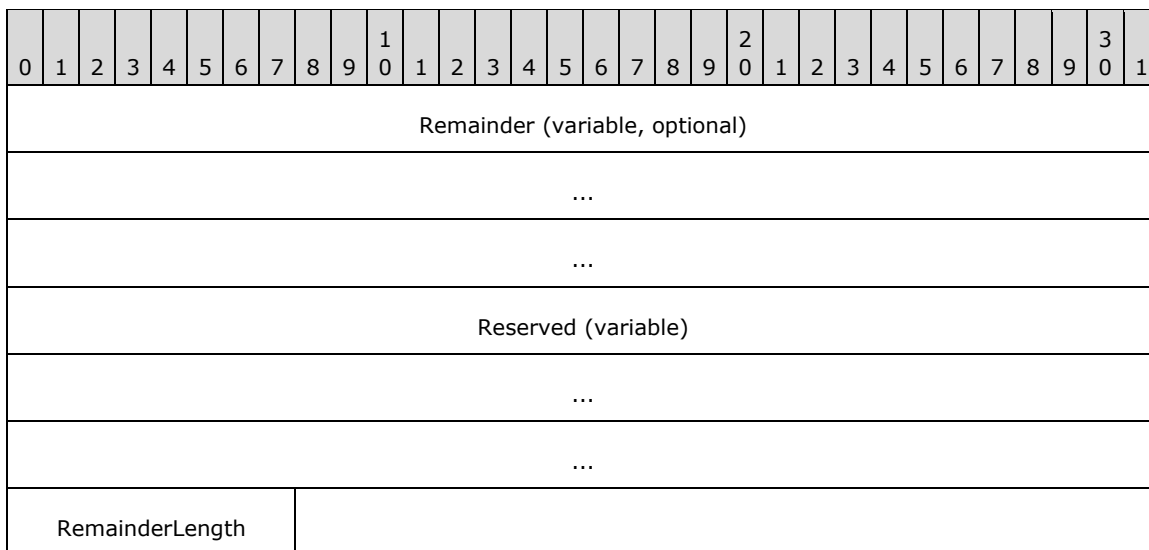 1 2 3
0 1 2 3 4 5 6 7 8 9 0 1 2 3 4 5 6 7 8 9 0 1 2 3 4 5 6 7 8 9 0 1
Remainder (variable, optional)
...
...
Reserved (variable)
...
...
RemainderLength